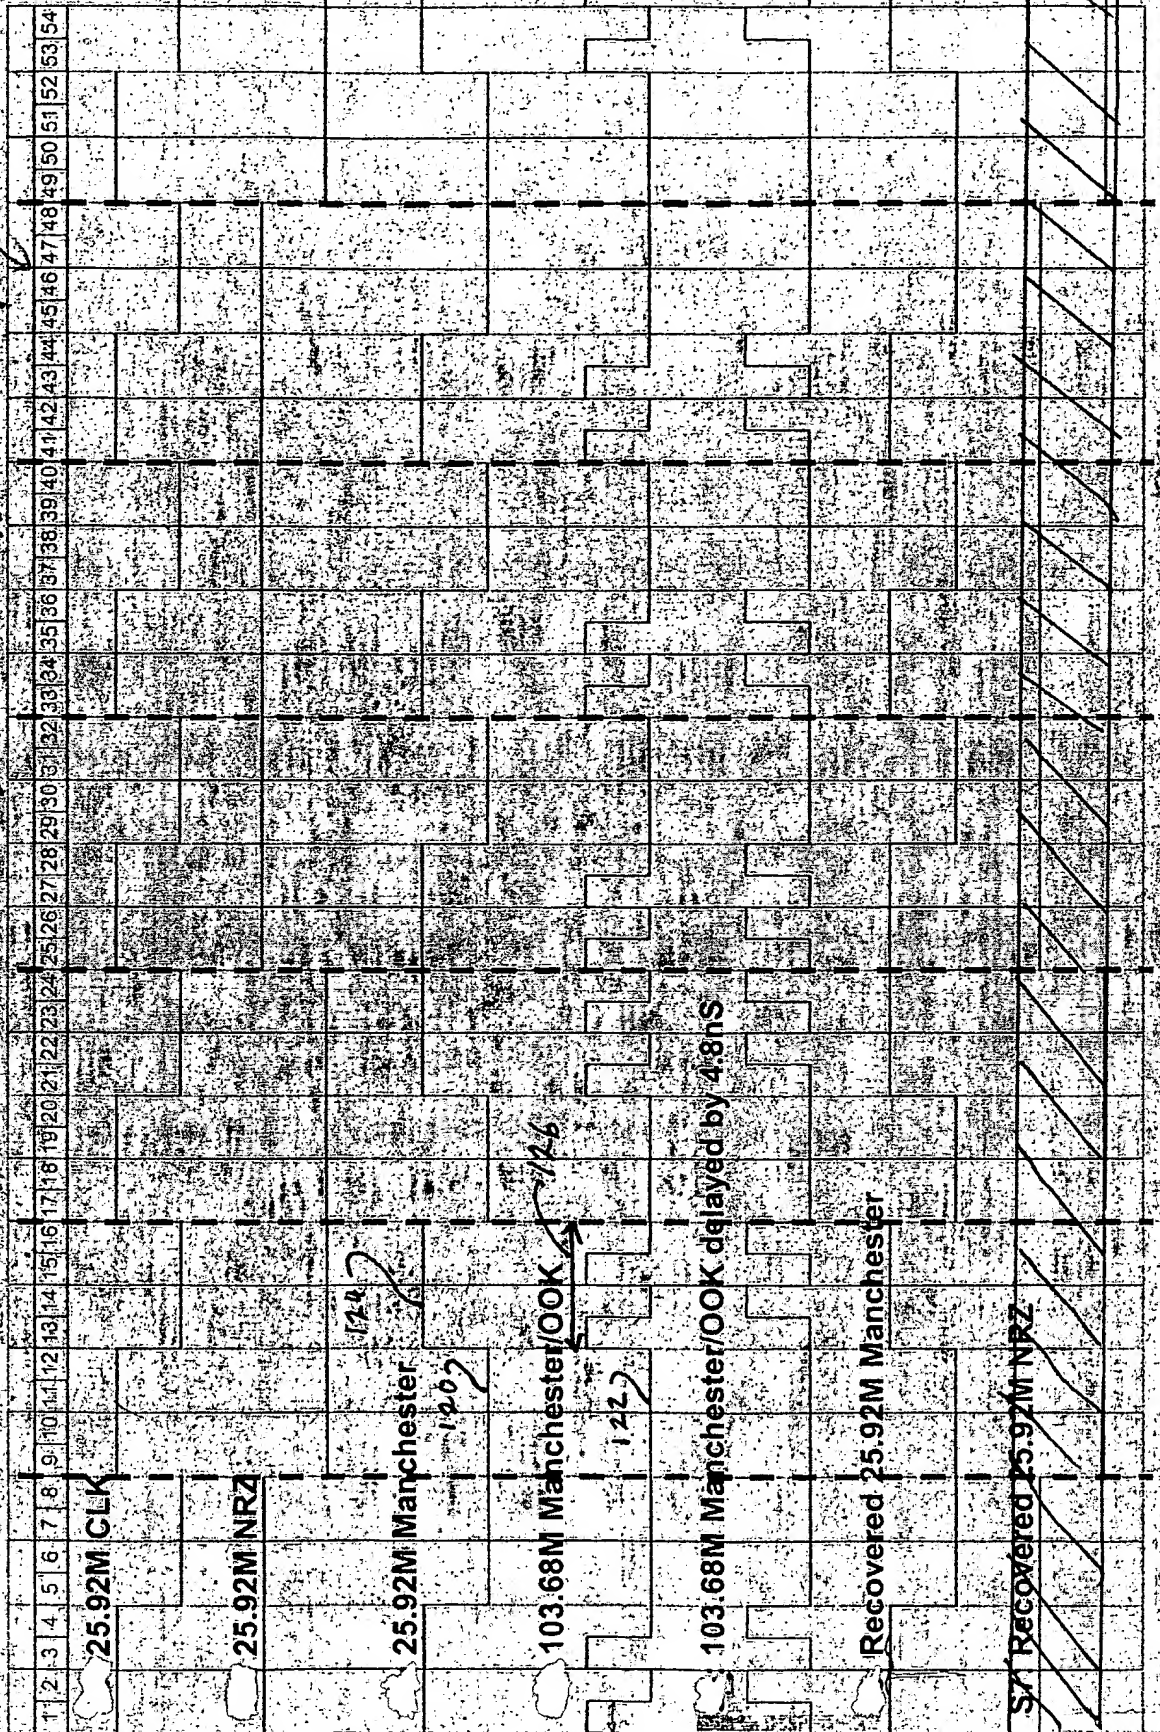 1 2 3 4 5 6 7 8 9 10 11 12 13 14 15 16 17 18 19 20 21 22 23 24 25 26 27 28 29 30 31 32 33 34 35 36 37 38 39 40 41 42 43 44 45 46 47 48 49 50 51 52 53 54
25.92M CLK
25.92M NRZ
124
25.92M Manchester
120
103.68M Manchester/OOK
126
122
103.68M Manchester/OOK delayed by 4.8nS
Recovered 25.92M Manchester
S7 Recovered 25.92M NRZ